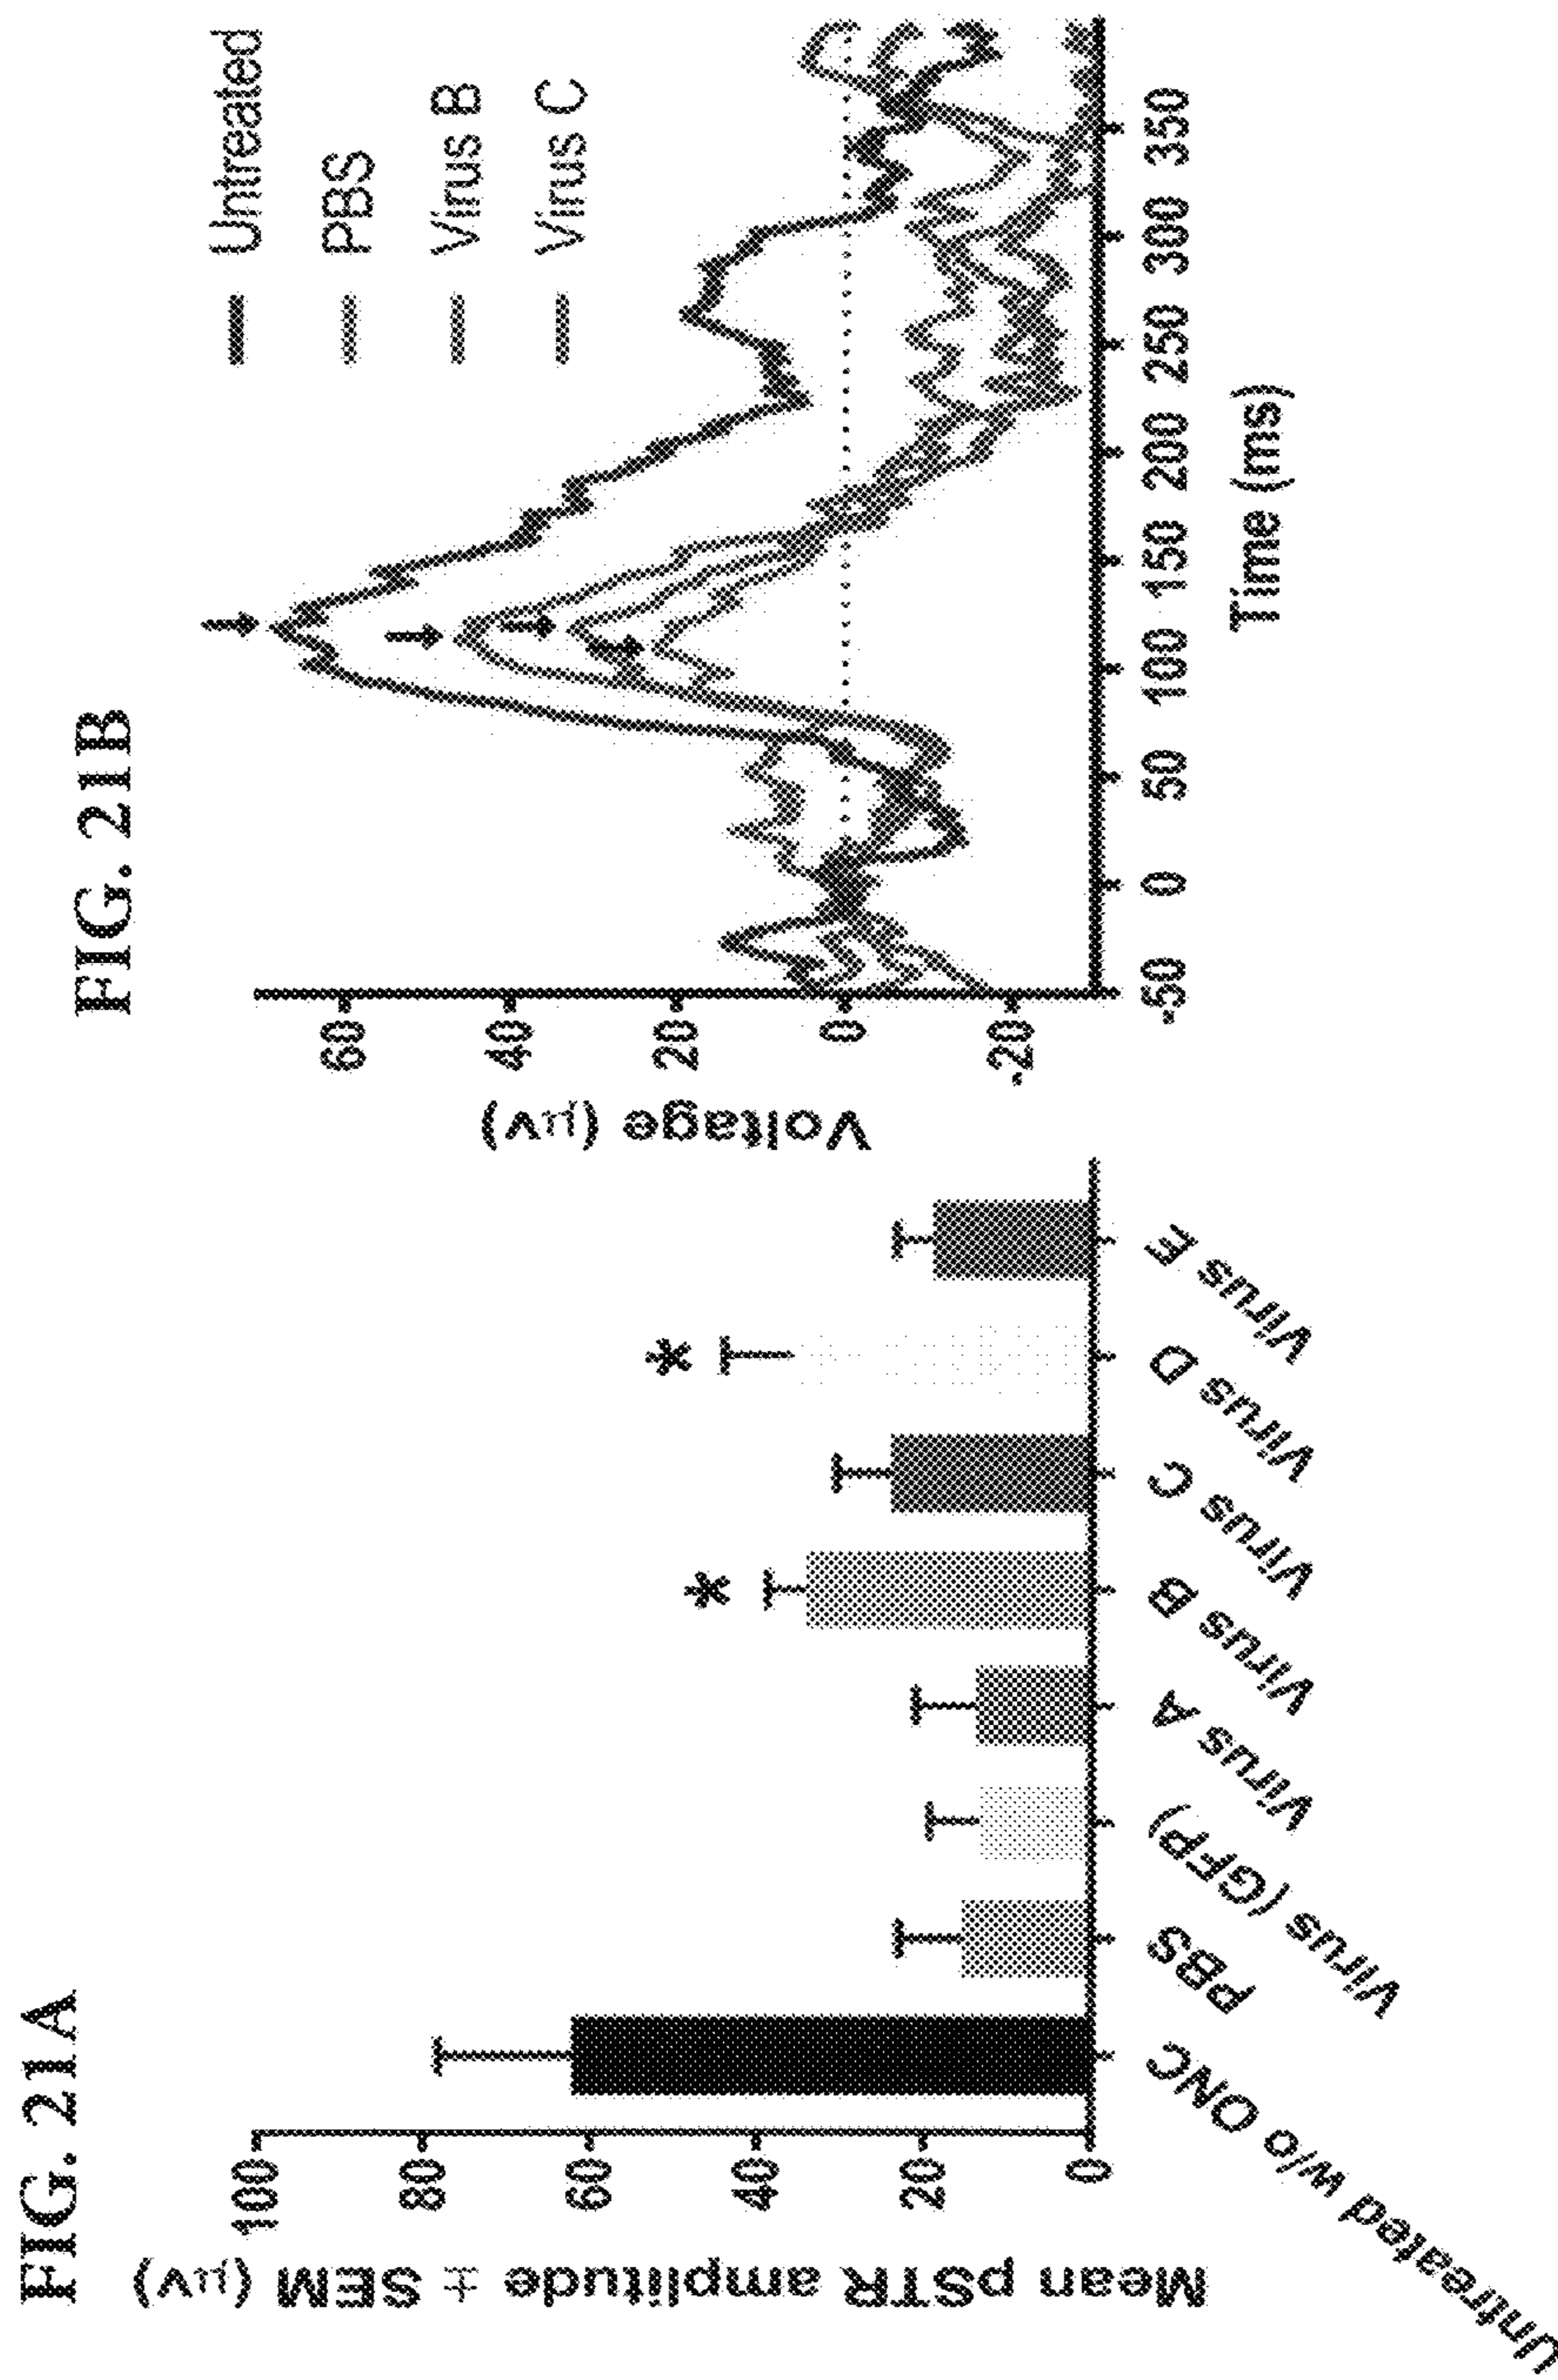 FIG. 21A
Mean pSTR amplitude ± SEM (µv)
100
80
60
40
20
0
Untreated w/o ONC
PBS
Virus (GFP)
Virus A
Virus B
Virus C
Virus D
Virus E
*
*
FIG. 21B
Voltage (µv)
60
40
20
0
-20
-50 0 50 100 150 200 250 300 350
Time (ms)
Untreated
PBS
Virus B
Virus C